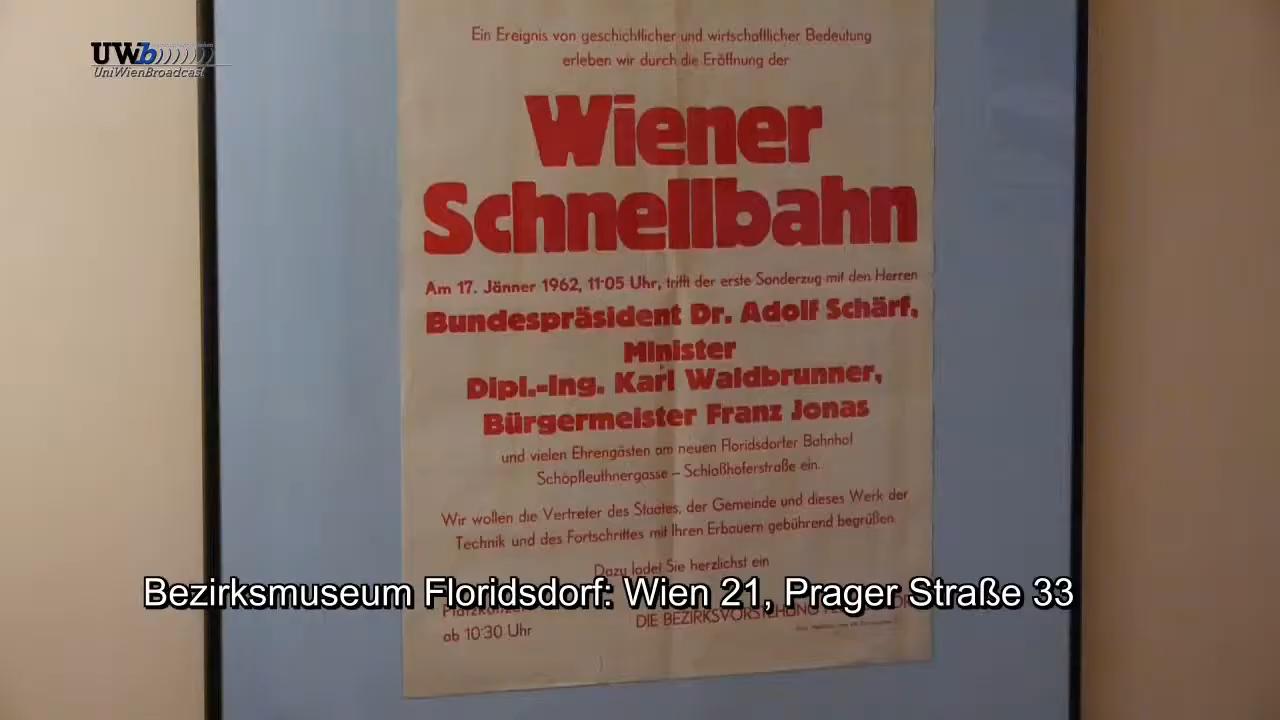 UWb
UniWienBroadcast
Ein Ereignis von geschichtlicher und wirtschaftlicher Bedeutung
erleben wir durch die Eröffnung der
Wiener
Schnellbahn
Am 17. Jänner 1962, 11·05 Uhr, trifft der erste Sonderzug mit den Herren
Bundespräsident Dr. Adolf Schärf,
Minister
Dipl.-Ing. Karl Waldbrunner,
Bürgermeister Franz Jonas
und vielen Ehrengästen am neuen Floridsdorfer Bahnhof
Schöpfleuthnergasse – Schloßhoferstraße ein.
Wir wollen die Vertreter des Staates, der Gemeinde und dieses Werk der
Technik und des Fortschrittes mit Ihren Erbauern gebührend begrüßen.
Dazu ladet Sie herzlichst ein
Bezirksmuseum Floridsdorf: Wien 21, Prager Straße 33
ab 10·30 Uhr
DIE BEZIRKSVORSTEHUNG